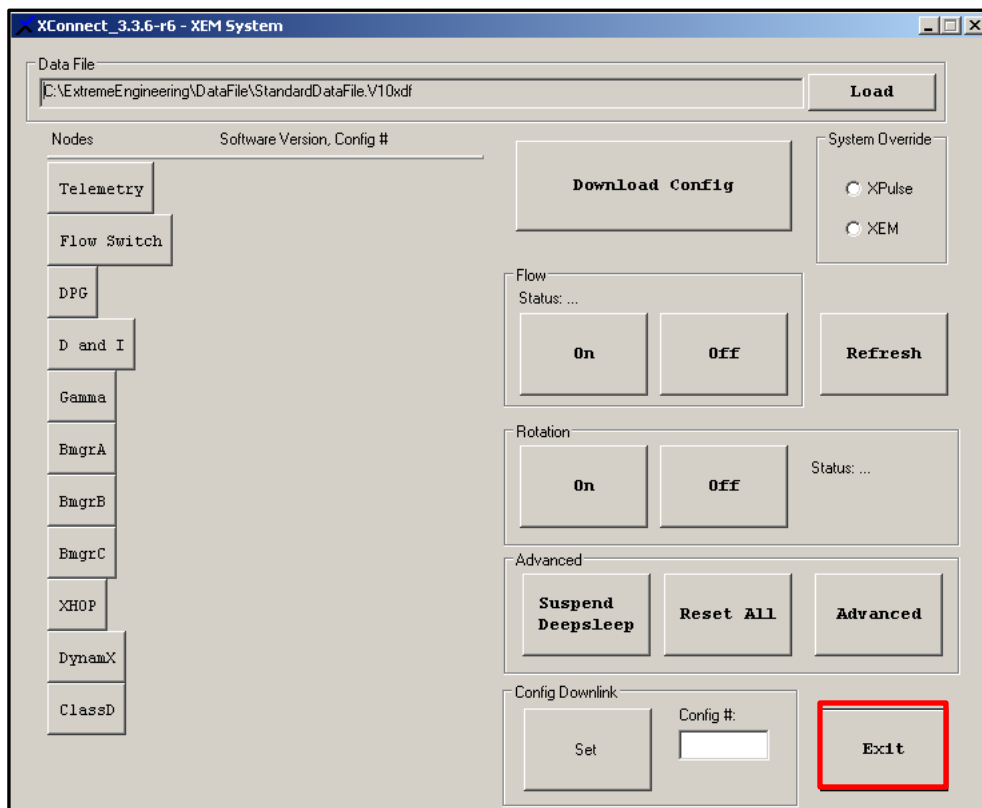 XConnect_3.3.6-r6 - XEM System
Data File
C:\ExtremeEngineering\DataFile\StandardDataFile.V10xdf
Load
Nodes
Software Version, Config #
Telemetry
Flow Switch
DPG
D and I
Gamma
BmgrA
BmgrB
BmgrC
XHOP
DynamX
ClassD
Download Config
System Override
XPulse
XEM
Flow
Status: ...
On
Off
Refresh
Rotation
On
Off
Status: ...
Advanced
Suspend
Deepsleep
Reset All
Advanced
Config Downlink
Set
Config #:
Exit